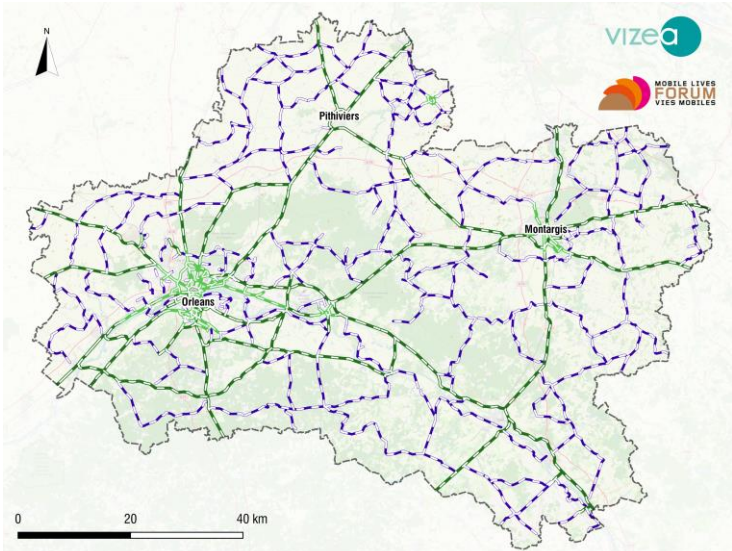 N
vizea
MOBILE LIVES
FORUM
VIES MOBILES
Pithiviers
Montargis
Orleans
0 20 40 km